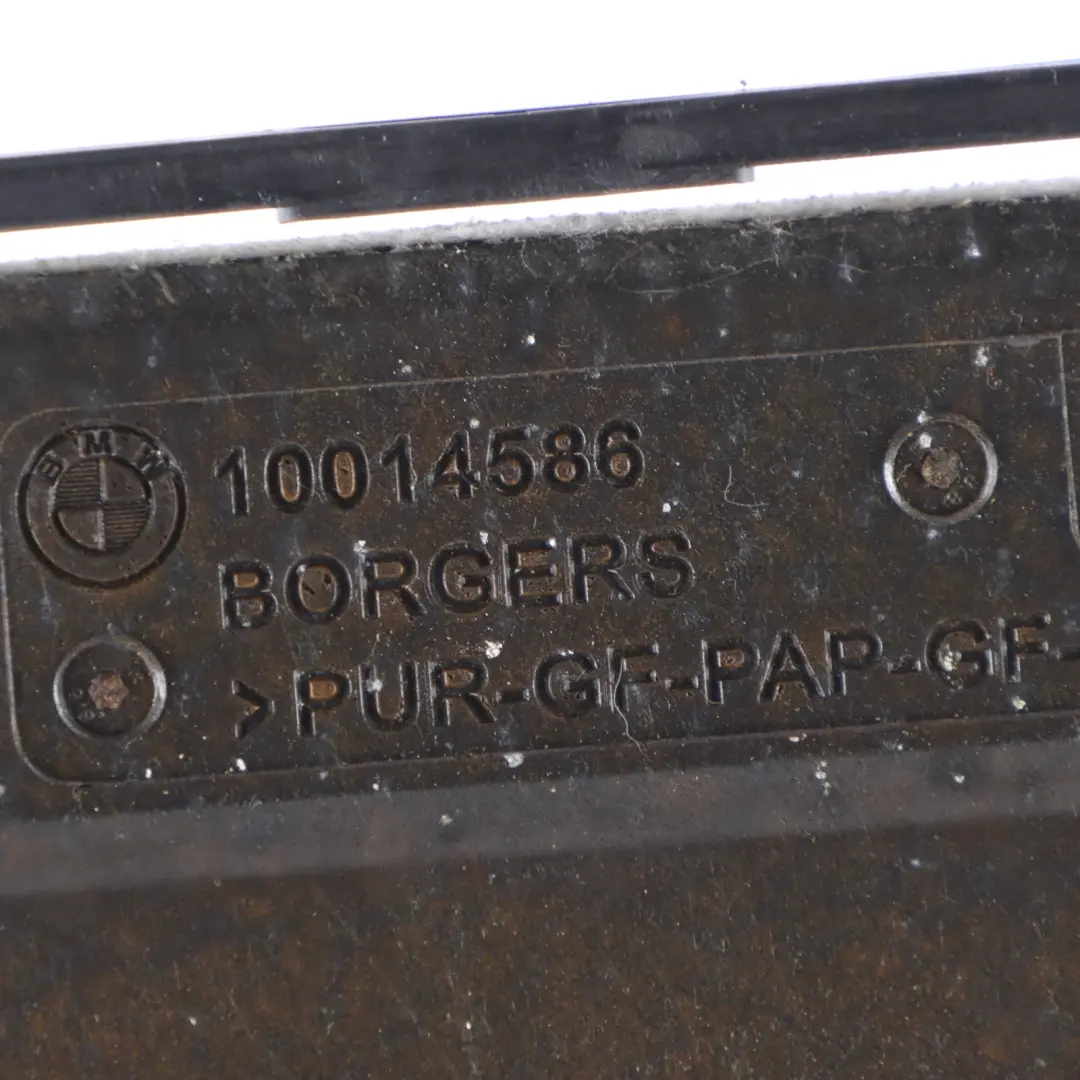 BMW
10014586
BORGERS
>PUR-GF-PAP-GF-